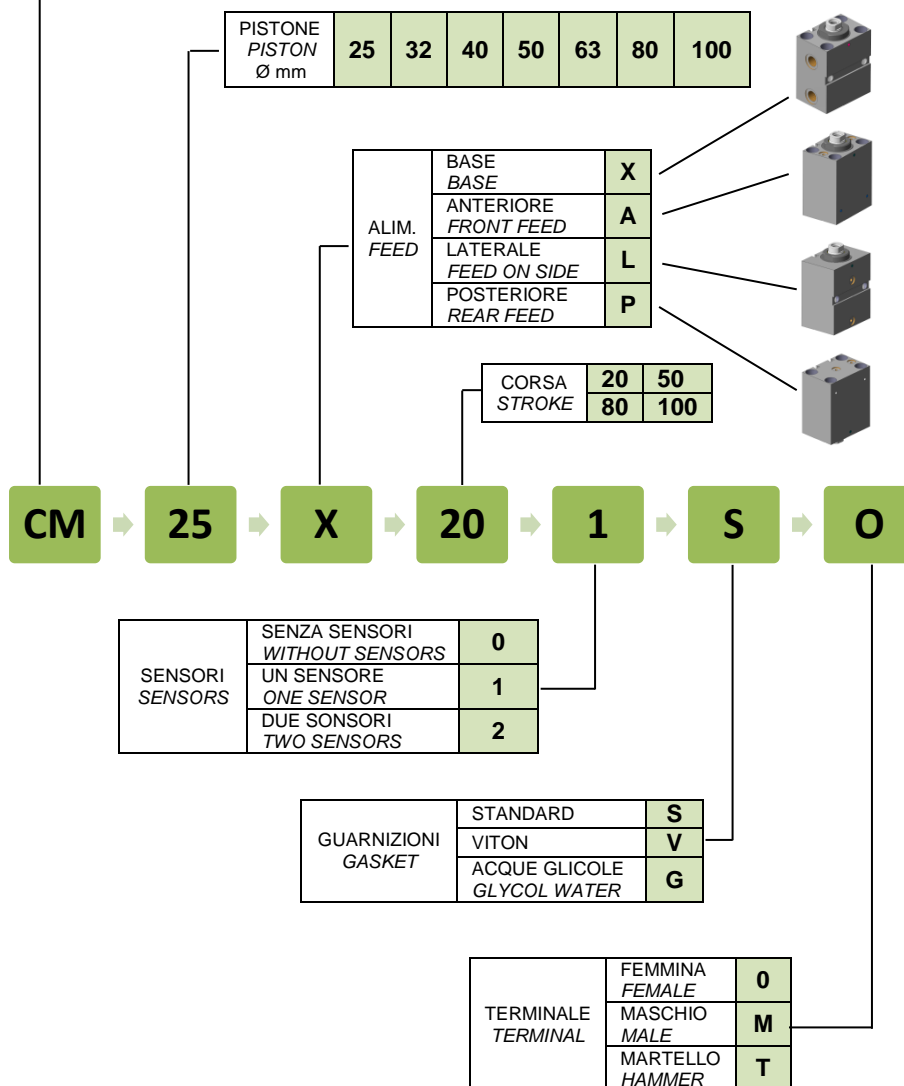 PISTONE
PISTON
Ø mm
25 32 40 50 63 80 100
ALIM.
FEED
BASE
BASE
X
ANTERIORE
FRONT FEED
A
LATERALE
FEED ON SIDE
L
POSTERIORE
REAR FEED
P
CORSA
STROKE
20 50
80 100
CM 25 X 20 1 S O
SENSORI
SENSORS
SENZA SENSORI
WITHOUT SENSORS
0
UN SENSORE
ONE SENSOR
1
DUE SONSORI
TWO SENSORS
2
GUARNIZIONI
GASKET
STANDARD
S
VITON
V
ACQUE GLICOLE
GLYCOL WATER
G
TERMINALE
TERMINAL
FEMMINA
FEMALE
0
MASCHIO
MALE
M
MARTELLO
HAMMER
T